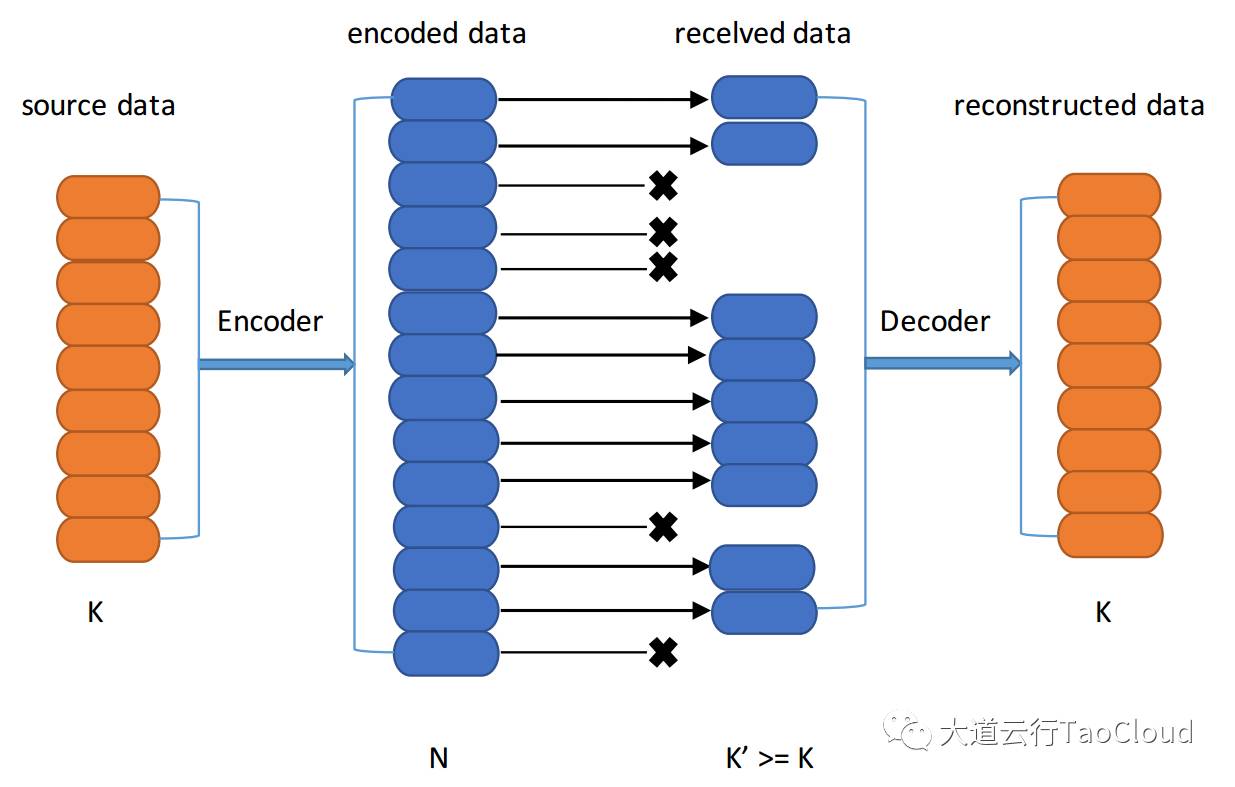 encoded data
recelved data
source data
reconstructed data
Encoder
Decoder
K
K
大道云行TaoCloud
N
K’ >= K